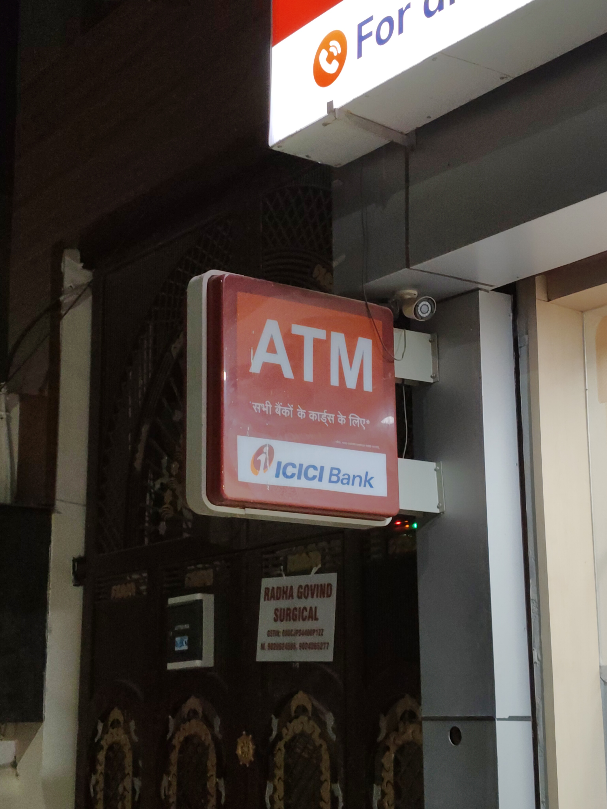 For
ATM
सभी बैंकों के कार्ड्स के लिए*
ICICI Bank
RADHA GOVIND
SURGICAL